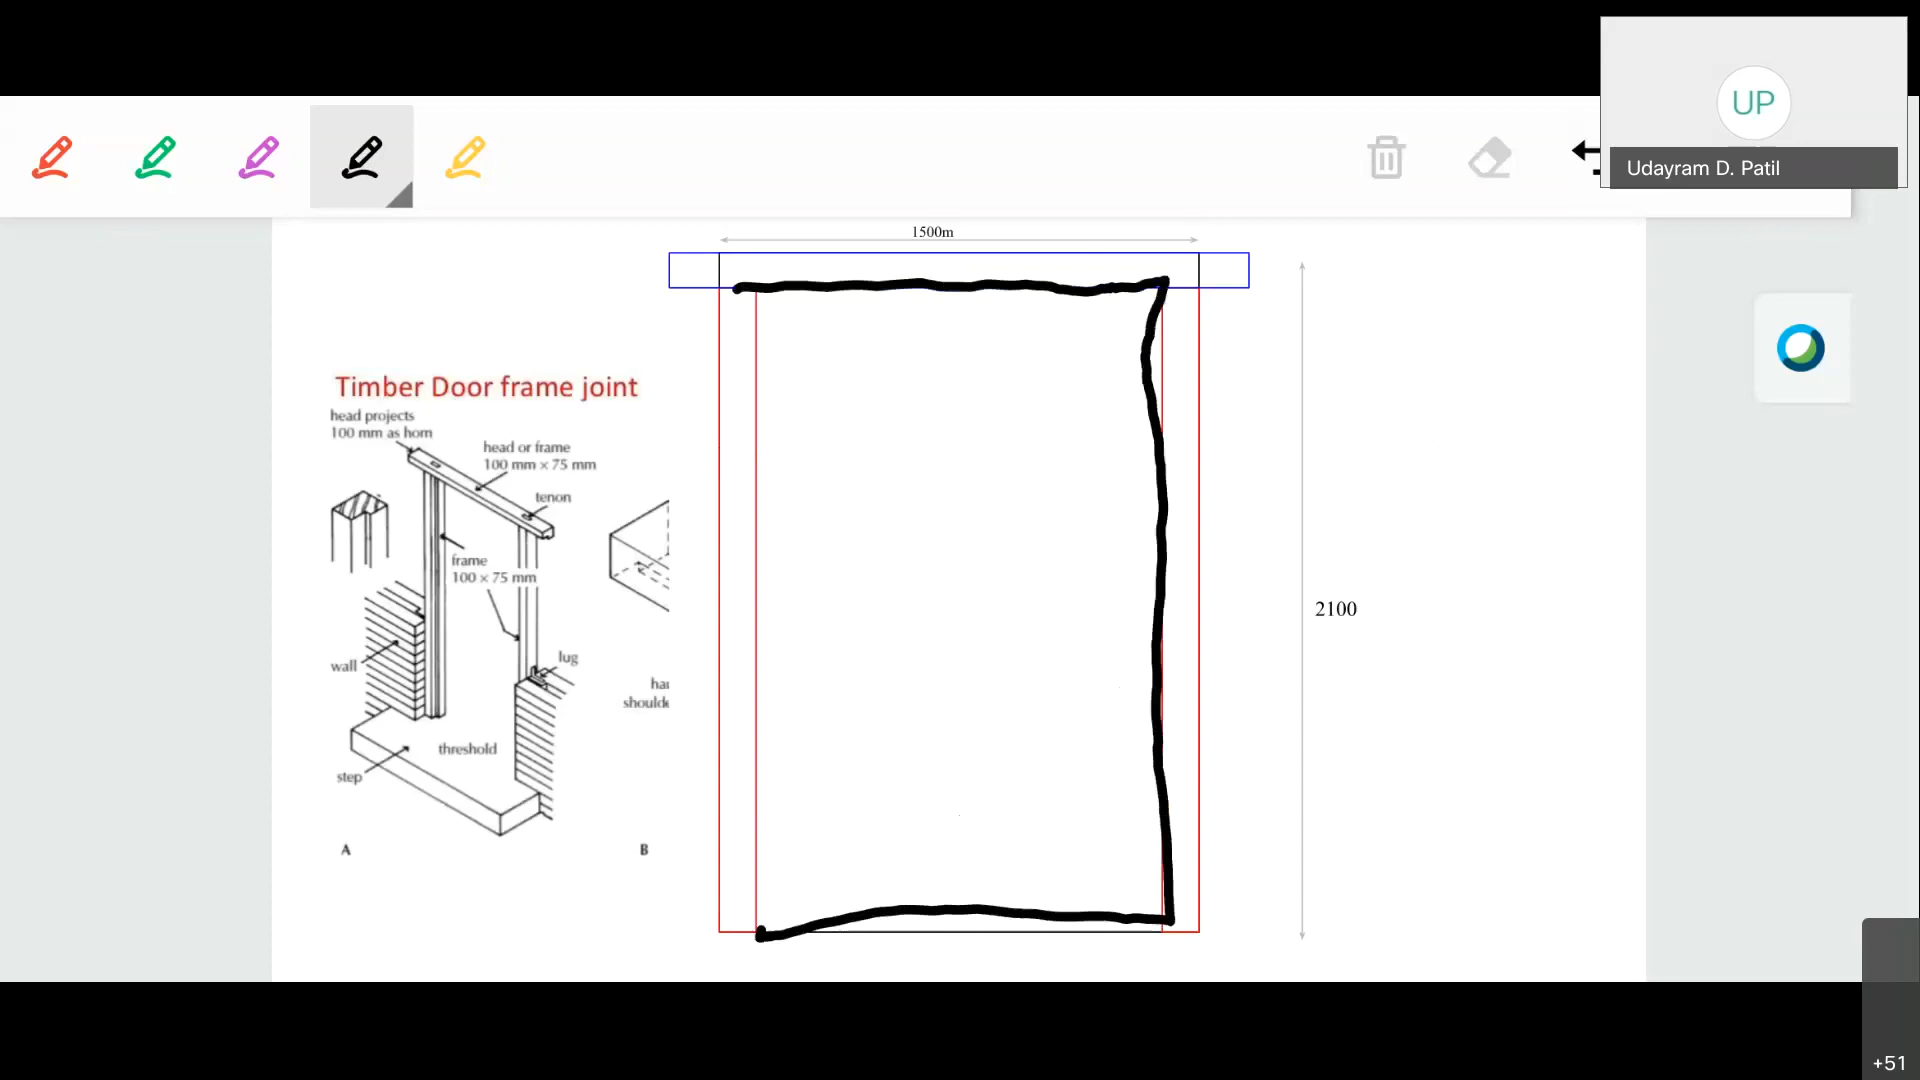 UP
Udayram D. Patil
1500m
Timber Door frame joint
head projects
100 mm as horn
head or frame
100 mm × 75 mm
tenon
frame
100 × 75 mm
2100
wall
lug
hau
shoulde
threshold
step
A
B
+51